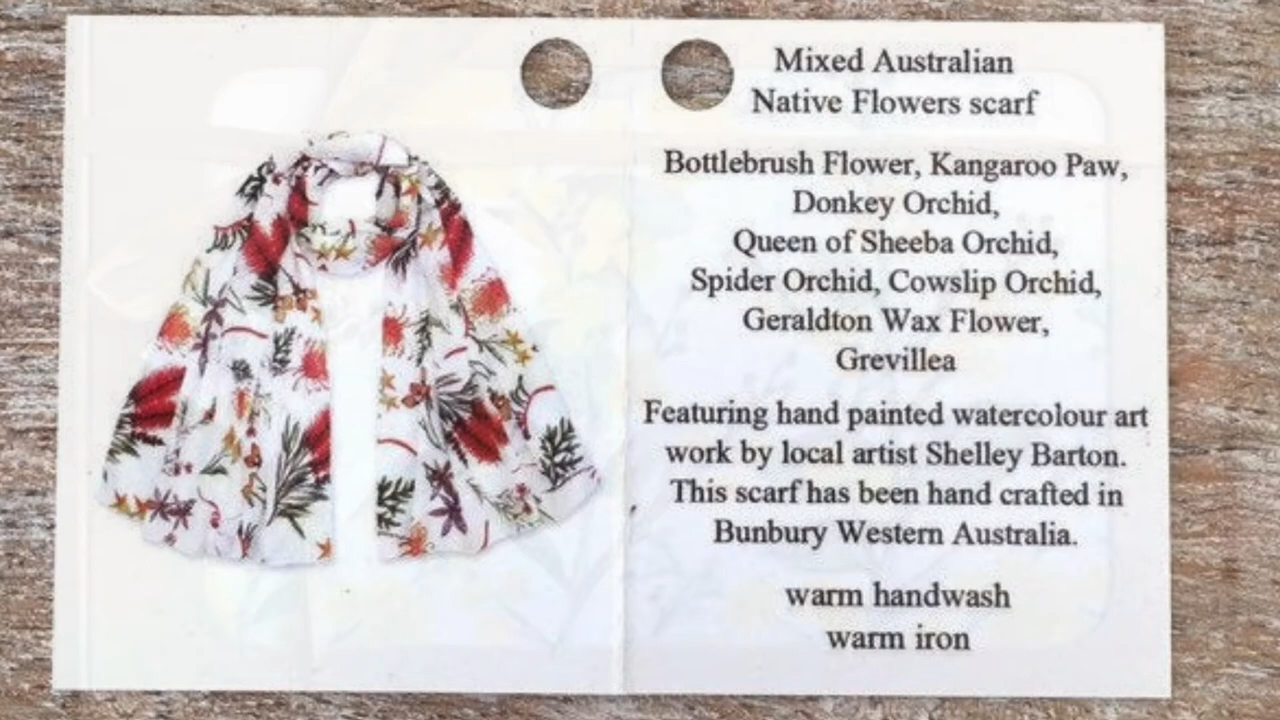 Mixed Australian
Native Flowers scarf
Bottlebrush Flower, Kangaroo Paw,
Donkey Orchid,
Queen of Sheeba Orchid,
Spider Orchid, Cowslip Orchid,
Geraldton Wax Flower,
Grevillea
Featuring hand painted watercolour art
work by local artist Shelley Barton.
This scarf has been hand crafted in
Bunbury Western Australia.
warm handwash
warm iron